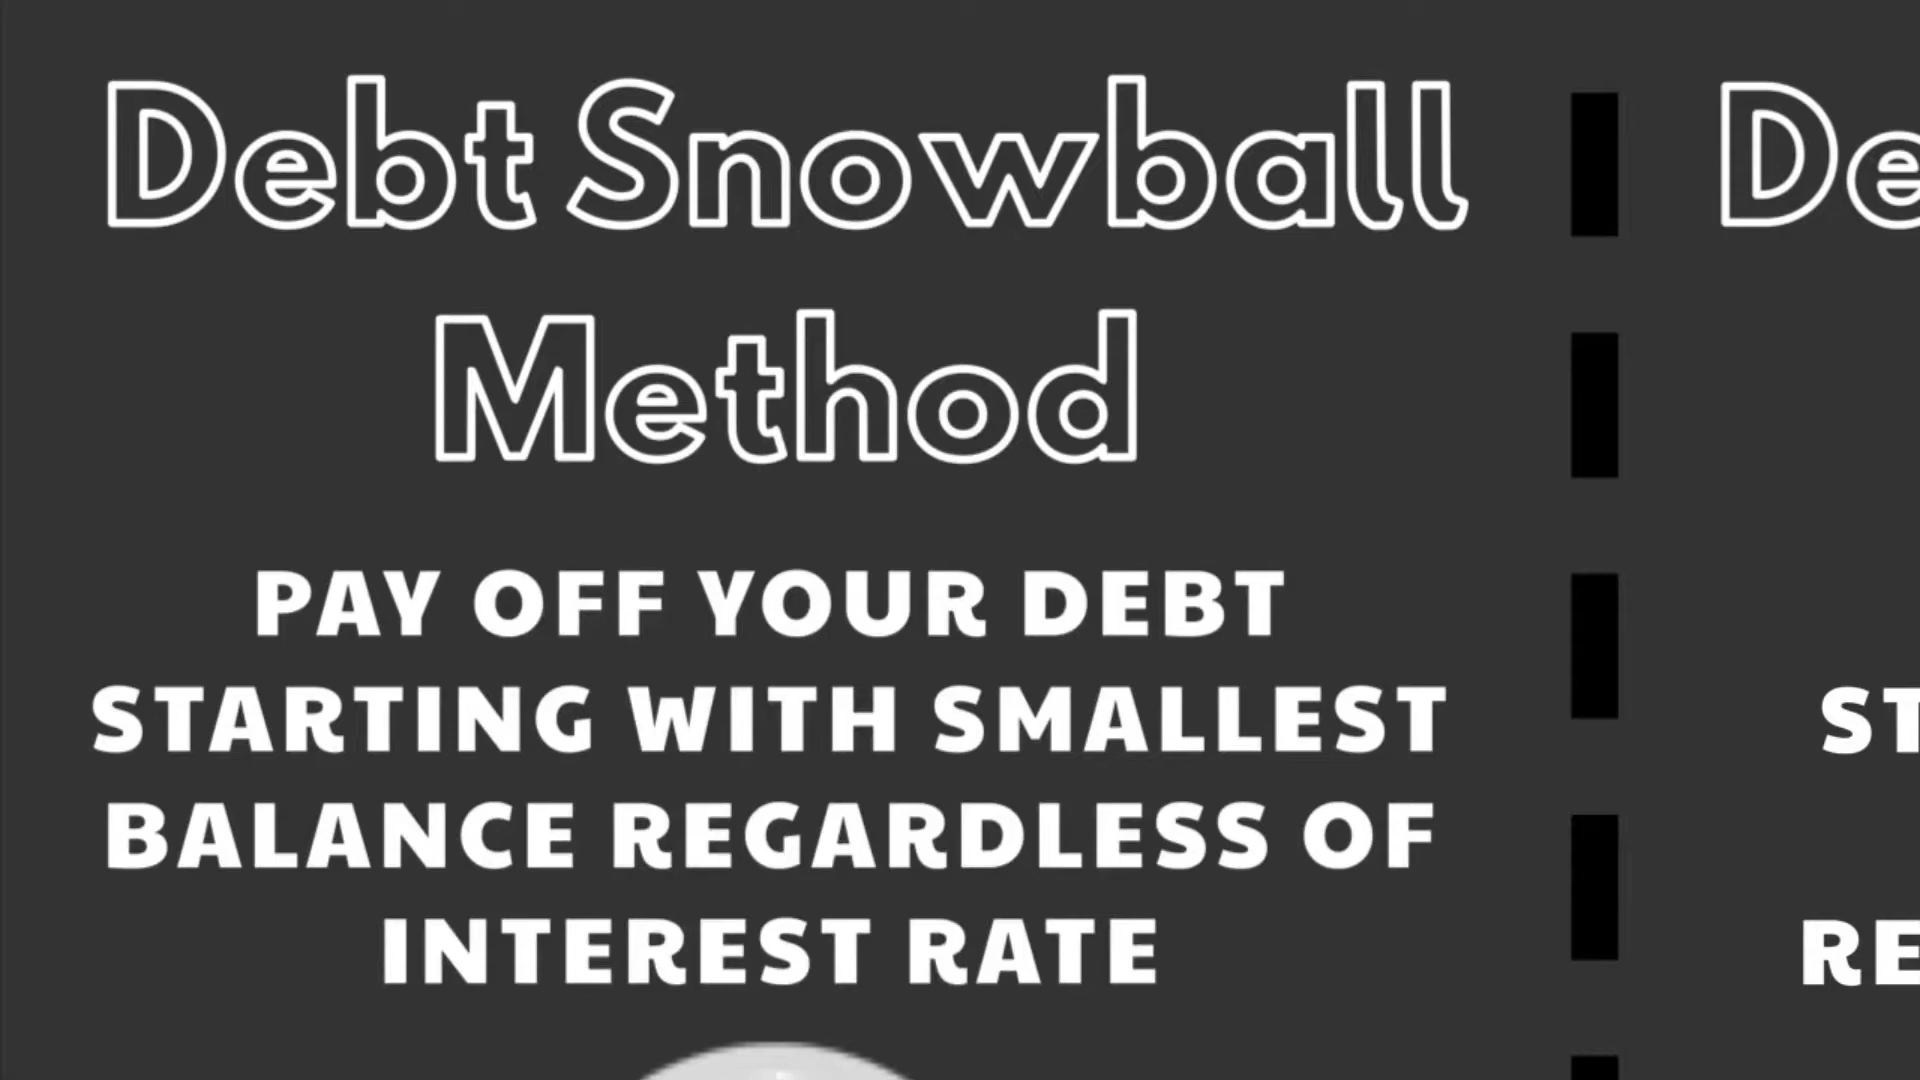 Debt Snowball
Method
PAY OFF YOUR DEBT
STARTING WITH SMALLEST
BALANCE REGARDLESS OF
INTEREST RATE